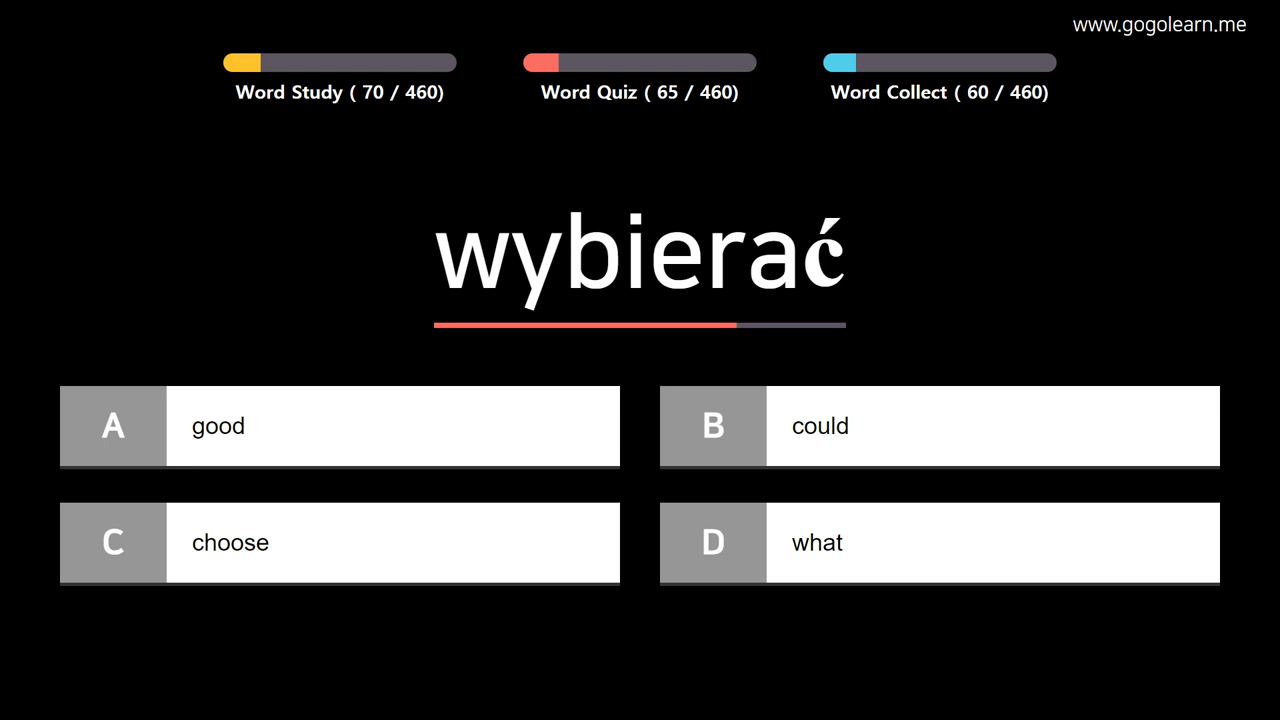 www.gogolearn.me
Word Study ( 70 / 460)
Word Quiz ( 65 / 460)
Word Collect ( 60 / 460)
wybierać
A good
B could
C choose
D what